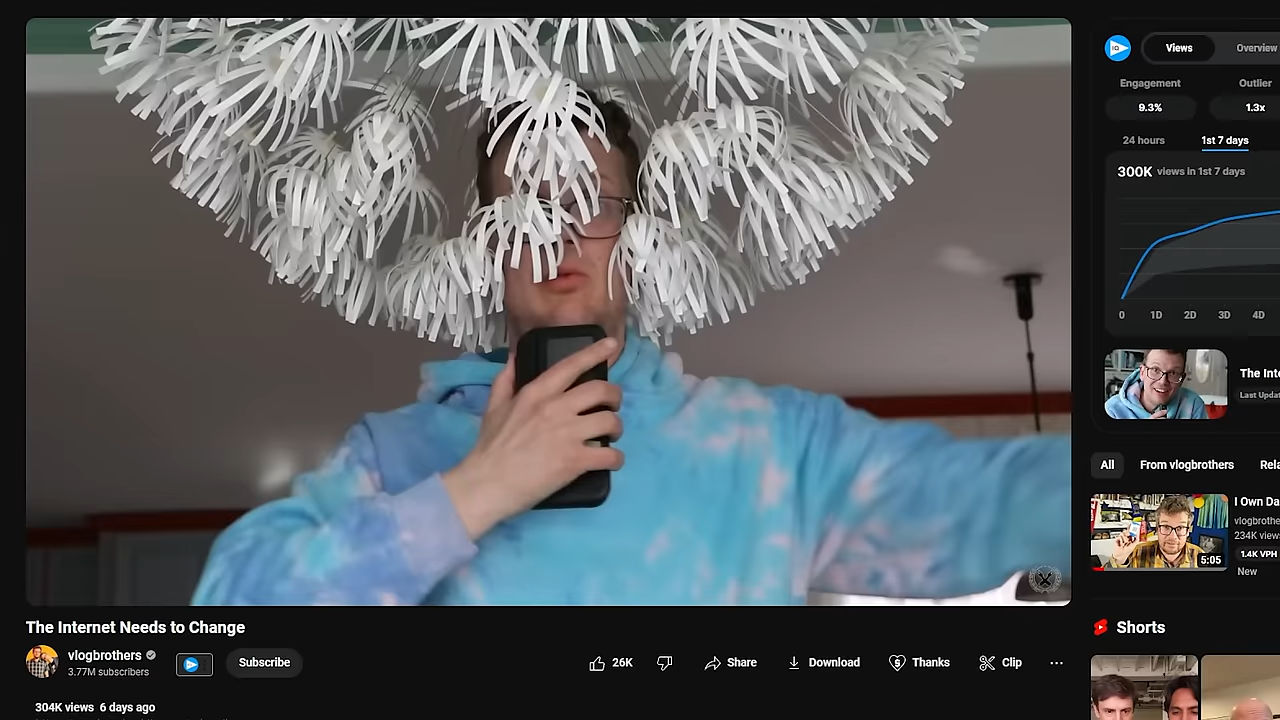 Views
Overview
Engagement
Outlier
9.3%
1.3x
24 hours
1st 7 days
300K views in 1st 7 days
0 1D 2D 3D 4D
The Inte
Last Updat
All
From vlogbrothers
Rela
I Own Da
vlogbrothe
234K views
1.4K VPH
New
5:05
Shorts
The Internet Needs to Change
vlogbrothers
3.77M subscribers
Subscribe
26K
Share
Download
Thanks
Clip
304K views 6 days ago